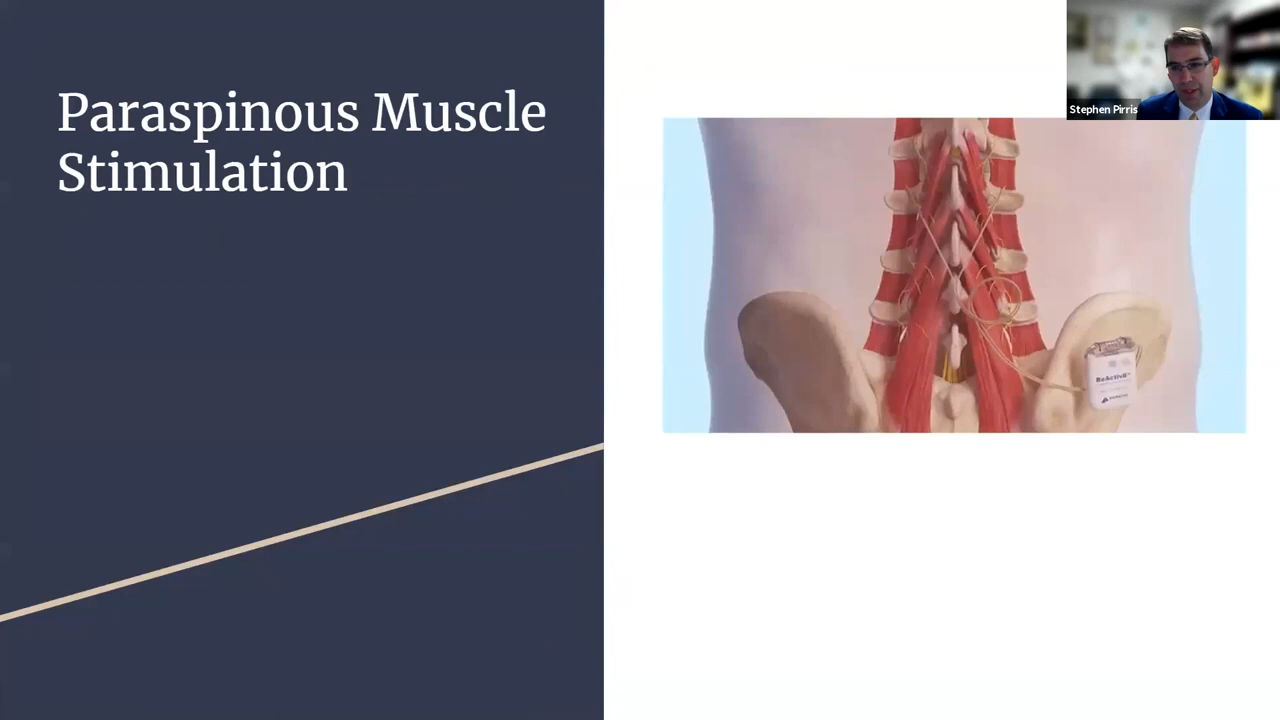 Paraspinous Muscle
Stimulation
Stephen Pirris
ReActiv8